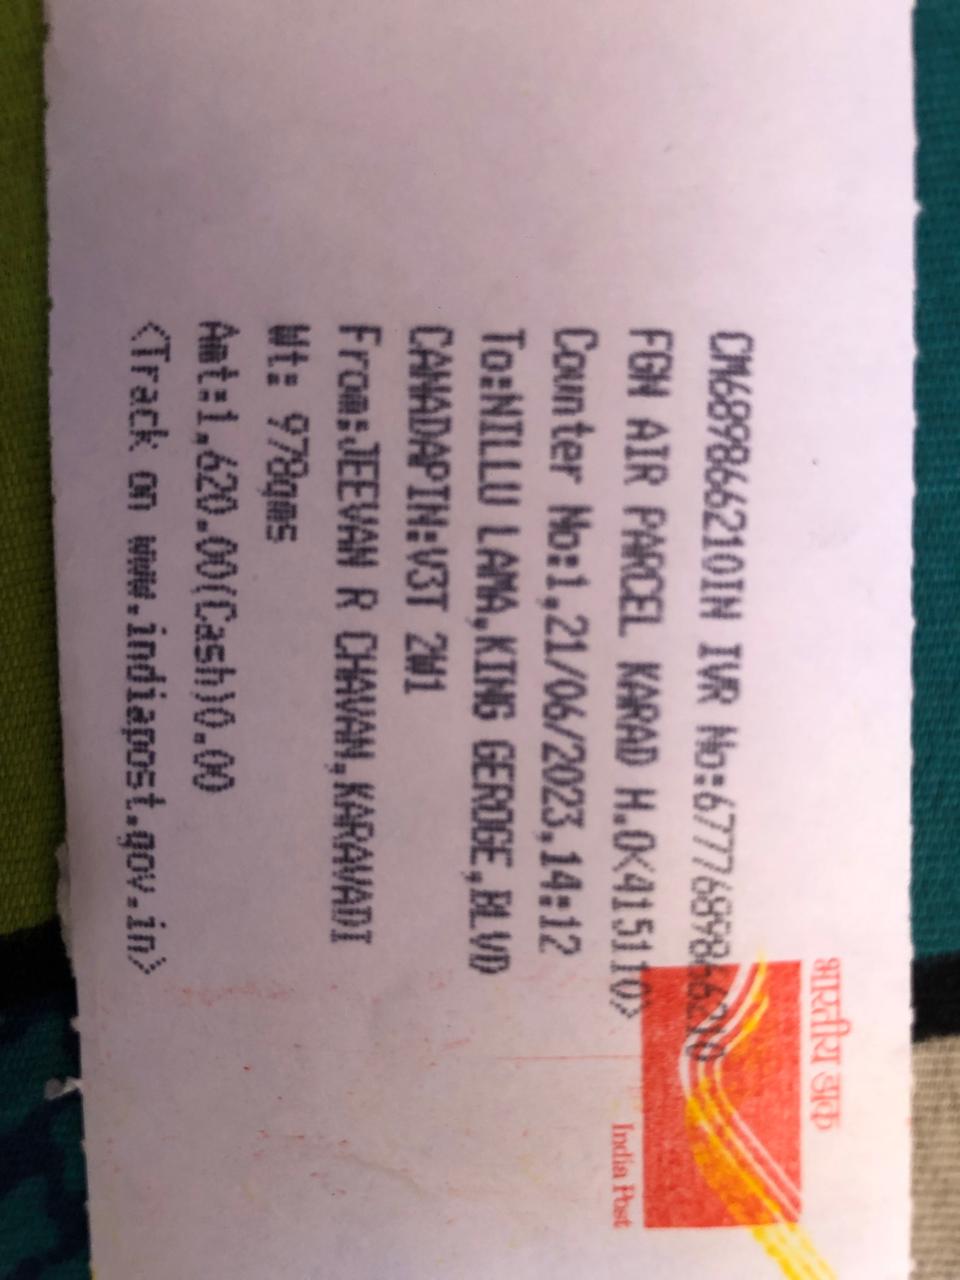 भारतीय डाक
India Post
CM689866210IN IVR No:6777689866210
FGN AIR PARCEL KARAD H.O<415110>
Counter No:1,21/06/2023,14:12
To:NILLU LAMA,KING GEROGE,BLVD
CANADAPIN:V3T 2W1
From:JEEVAN R CHAVAN,KARAVADI
Wt: 978gms
Amt:1,620.00(Cash)0.00
<Track on www.indiapost.gov.in>